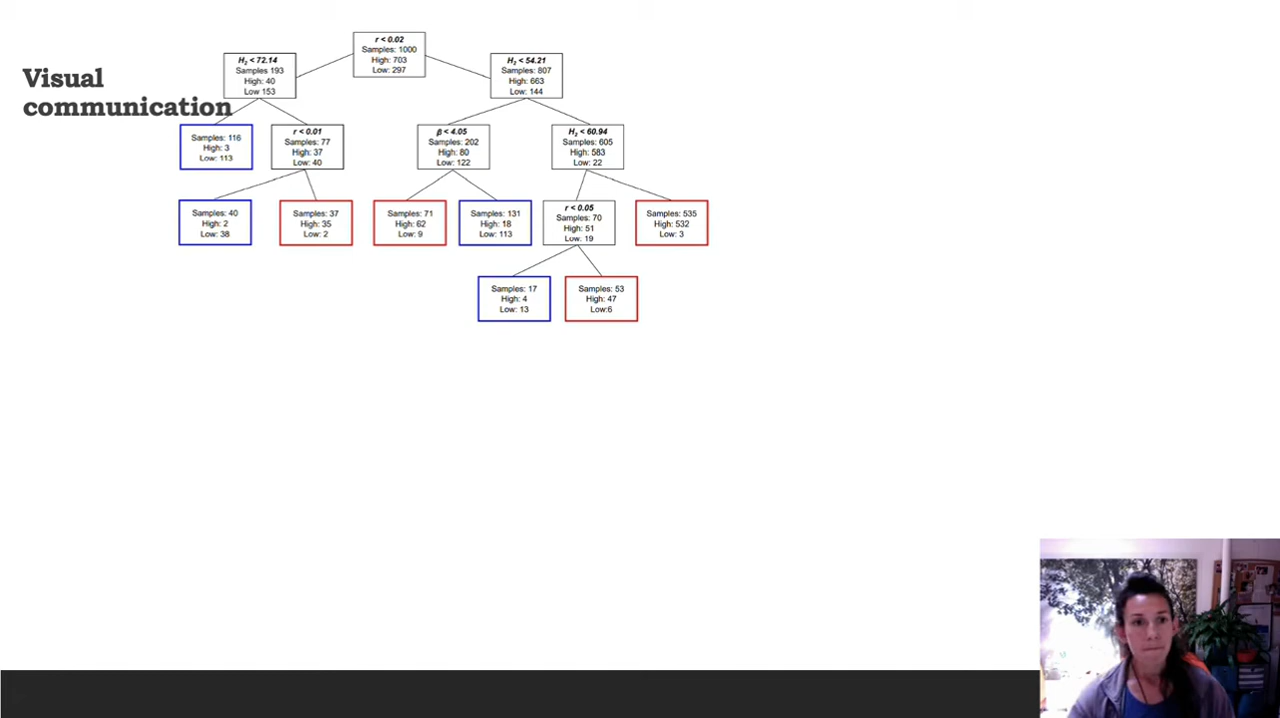 Visual
communication
r < 0.02
Samples: 1000
High: 703
Low: 297
H₂ < 72.14
Samples 193
High: 40
Low 153
H₂ < 54.21
Samples: 807
High: 663
Low: 144
Samples: 116
High: 3
Low: 113
r < 0.01
Samples: 77
High: 37
Low: 40
β < 4.05
Samples: 202
High: 80
Low: 122
H₂ < 60.94
Samples: 605
High: 583
Low: 22
Samples: 40
High: 2
Low: 38
Samples: 37
High: 35
Low: 2
Samples: 71
High: 62
Low: 9
Samples: 131
High: 18
Low: 113
r < 0.05
Samples: 70
High: 51
Low: 19
Samples: 535
High: 532
Low: 3
Samples: 17
High: 4
Low: 13
Samples: 53
High: 47
Low:6